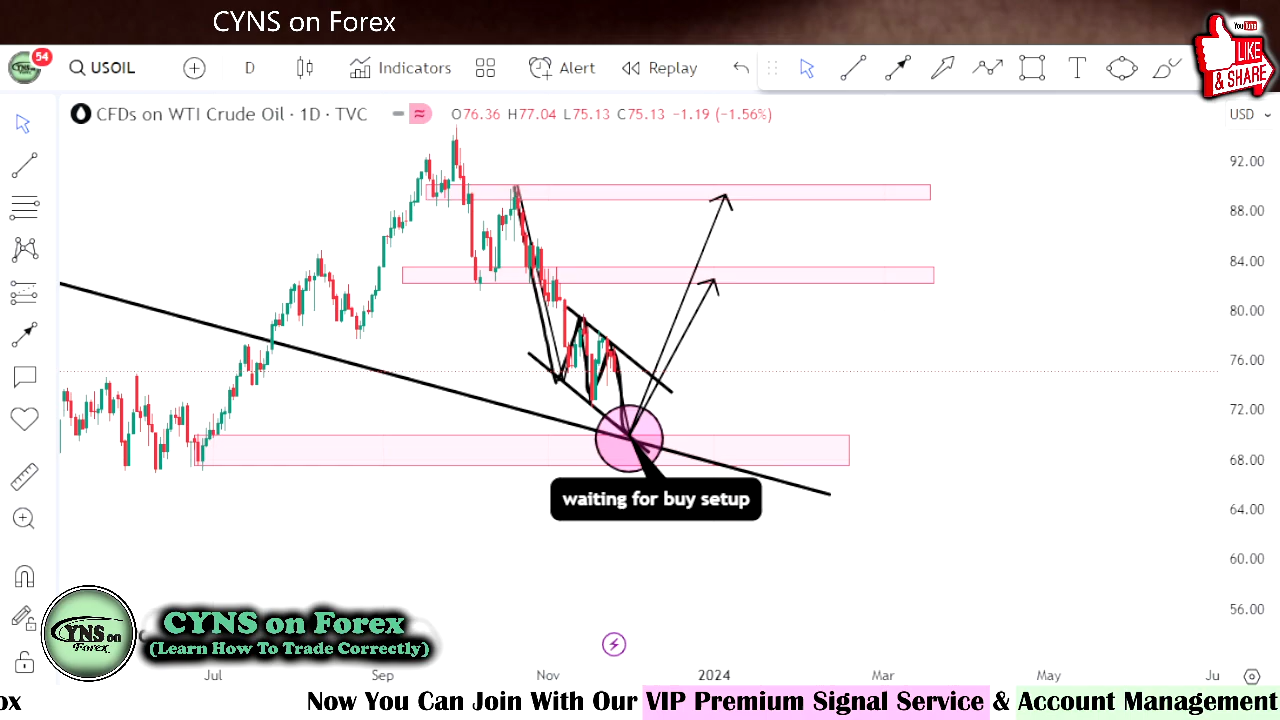 CYNS on Forex
YouTube
LIKE
& SHARE
54
USOIL
D
Indicators
Alert
Replay
CFDs on WTI Crude Oil · 1D · TVC
O76.36 H77.04 L75.13 C75.13 −1.19 (−1.56%)
USD
92.00
88.00
84.00
80.00
76.00
72.00
68.00
64.00
60.00
56.00
waiting for buy setup
CYNS on Forex
CYNS on Forex
(Learn How To Trade Correctly)
Jul
Sep
Nov
2024
Mar
May
Ju
ox
Now You Can Join With Our VIP Premium Signal Service & Account Management